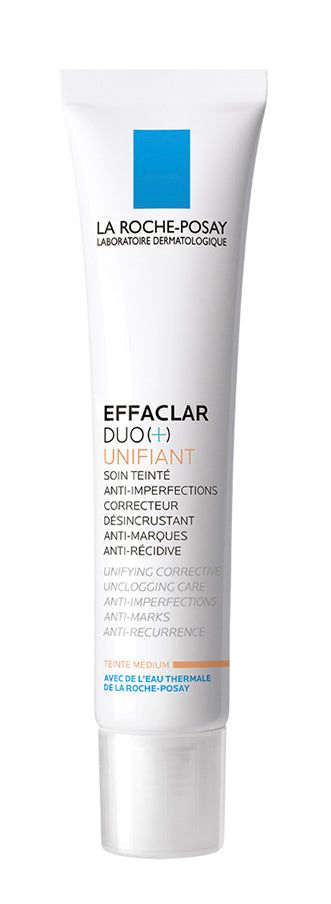 LA ROCHE-POSAY
LABORATOIRE DERMATOLOGIQUE
EFFACLAR
DUO(+)
UNIFIANT
SOIN TEINTÉ
ANTI-IMPERFECTIONS
CORRECTEUR
DÉSINCRUSTANT
ANTI-MARQUES
ANTI-RÉCIDIVE
UNIFYING CORRECTIVE
UNCLOGGING CARE
ANTI-IMPERFECTIONS
ANTI-MARKS
ANTI-RECURRENCE
TEINTE MEDIUM
AVEC DE L'EAU THERMALE
DE LA ROCHE-POSAY